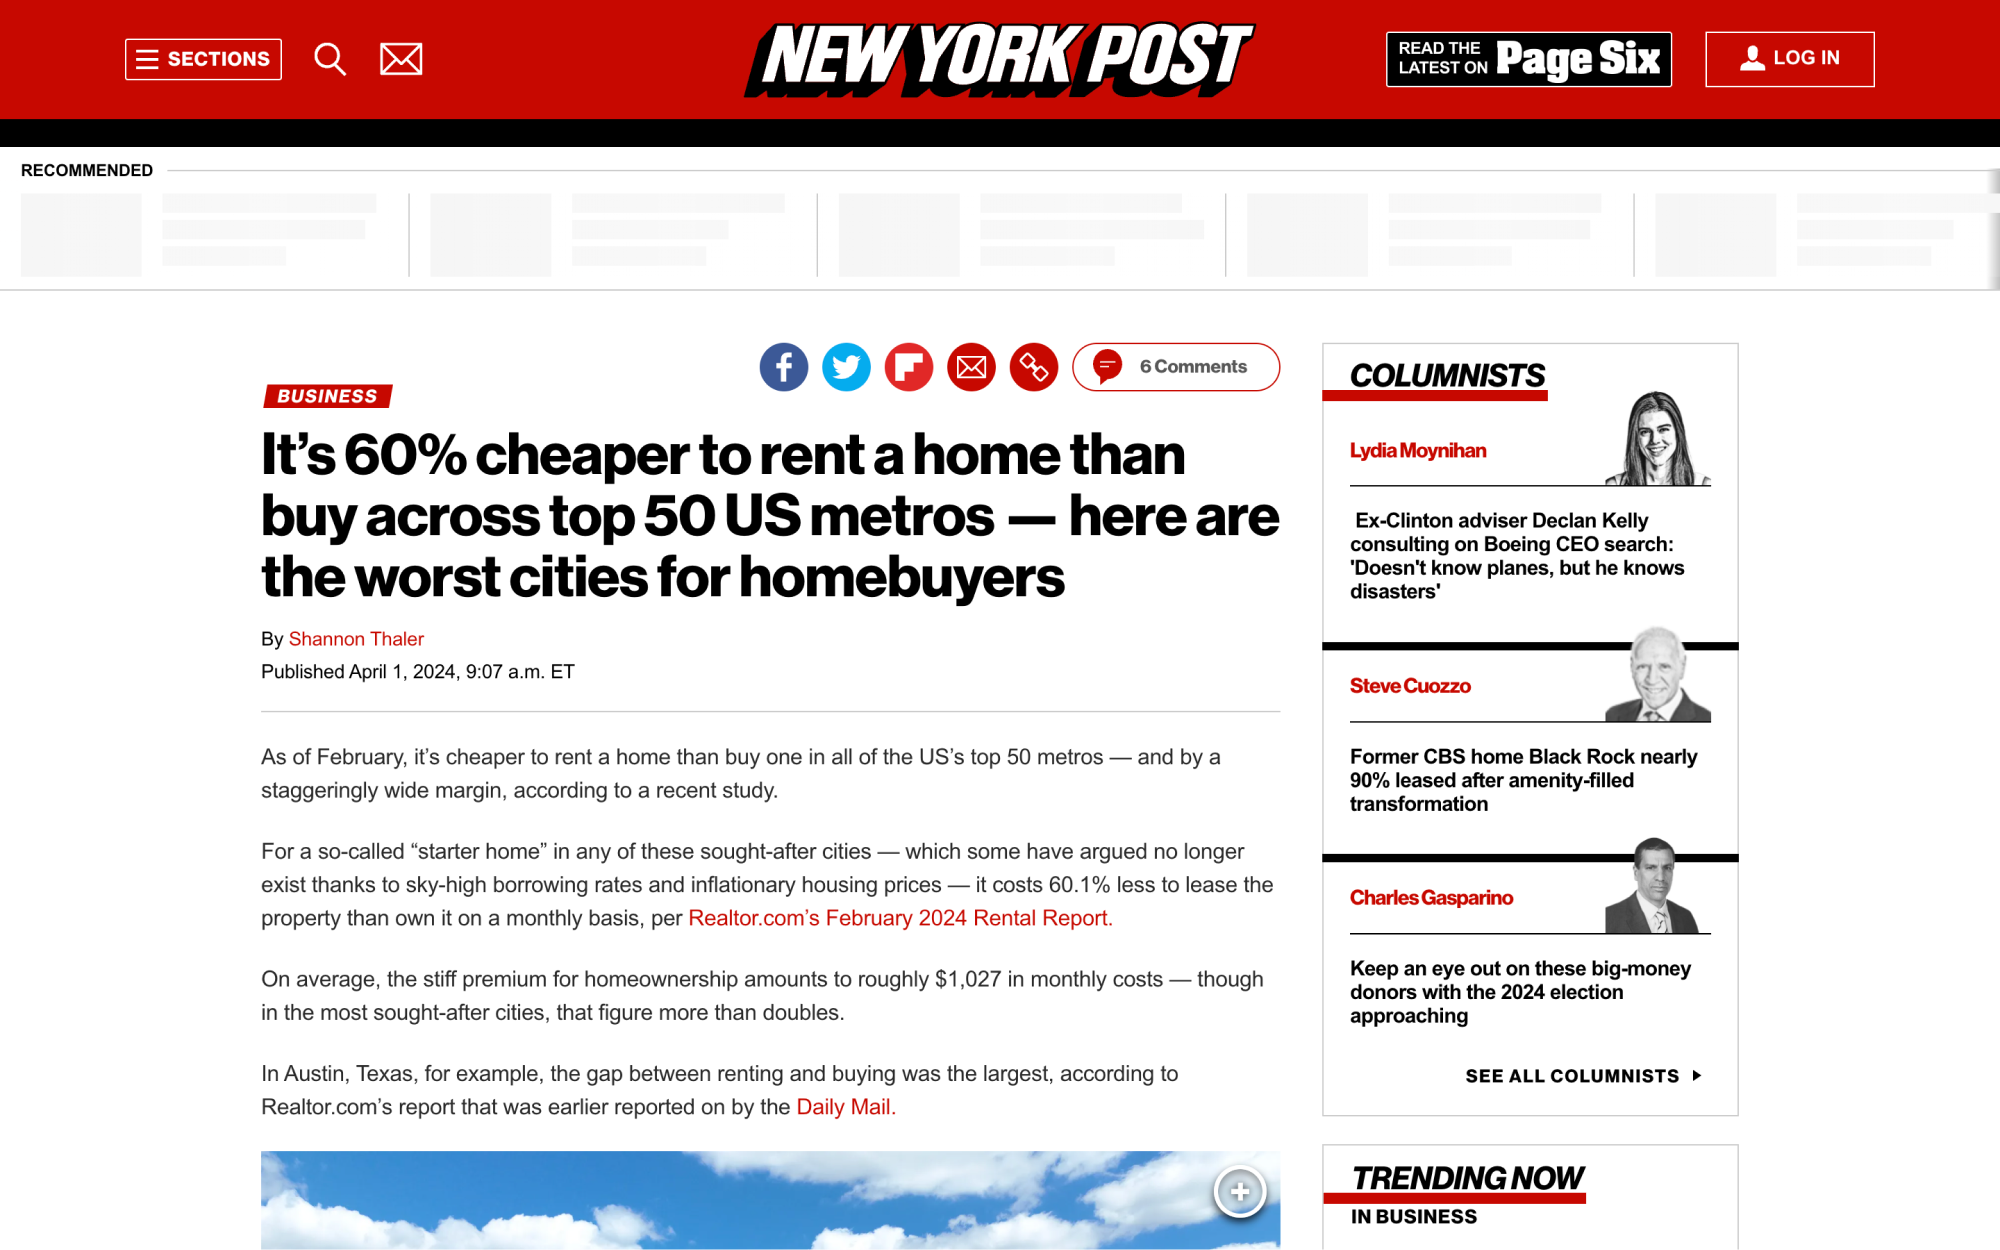 SECTIONS
NEW YORK POST
READ THE
LATEST ON
Page Six
LOG IN
RECOMMENDED
6 Comments
BUSINESS
It’s 60% cheaper to rent a home than
buy across top 50 US metros — here are
the worst cities for homebuyers
By Shannon Thaler
Published April 1, 2024, 9:07 a.m. ET
As of February, it’s cheaper to rent a home than buy one in all of the US’s top 50 metros — and by a
staggeringly wide margin, according to a recent study.
For a so-called “starter home” in any of these sought-after cities — which some have argued no longer
exist thanks to sky-high borrowing rates and inflationary housing prices — it costs 60.1% less to lease the
property than own it on a monthly basis, per Realtor.com’s February 2024 Rental Report.
On average, the stiff premium for homeownership amounts to roughly $1,027 in monthly costs — though
in the most sought-after cities, that figure more than doubles.
In Austin, Texas, for example, the gap between renting and buying was the largest, according to
Realtor.com’s report that was earlier reported on by the Daily Mail.
COLUMNISTS
Lydia Moynihan
Ex-Clinton adviser Declan Kelly
consulting on Boeing CEO search:
'Doesn't know planes, but he knows
disasters'
Steve Cuozzo
Former CBS home Black Rock nearly
90% leased after amenity-filled
transformation
Charles Gasparino
Keep an eye out on these big-money
donors with the 2024 election
approaching
SEE ALL COLUMNISTS
TRENDING NOW
IN BUSINESS